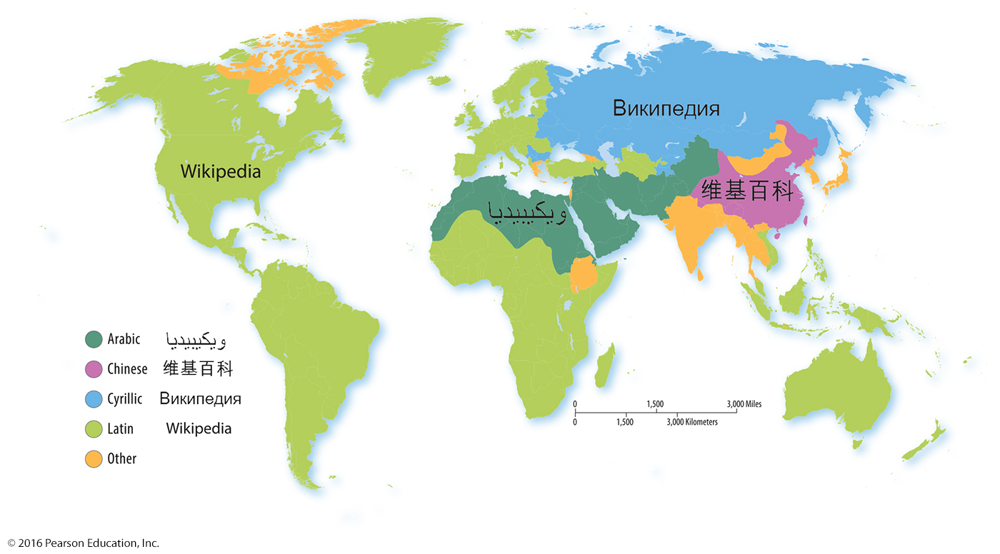 Википедия
Wikipedia
维基百科
ويكيبيديا
Arabic ويكيبيديا
Chinese 维基百科
Cyrillic Википедия
Latin Wikipedia
Other
0 1,500 3,000 Miles
0 1,500 3,000 Kilometers
© 2016 Pearson Education, Inc.